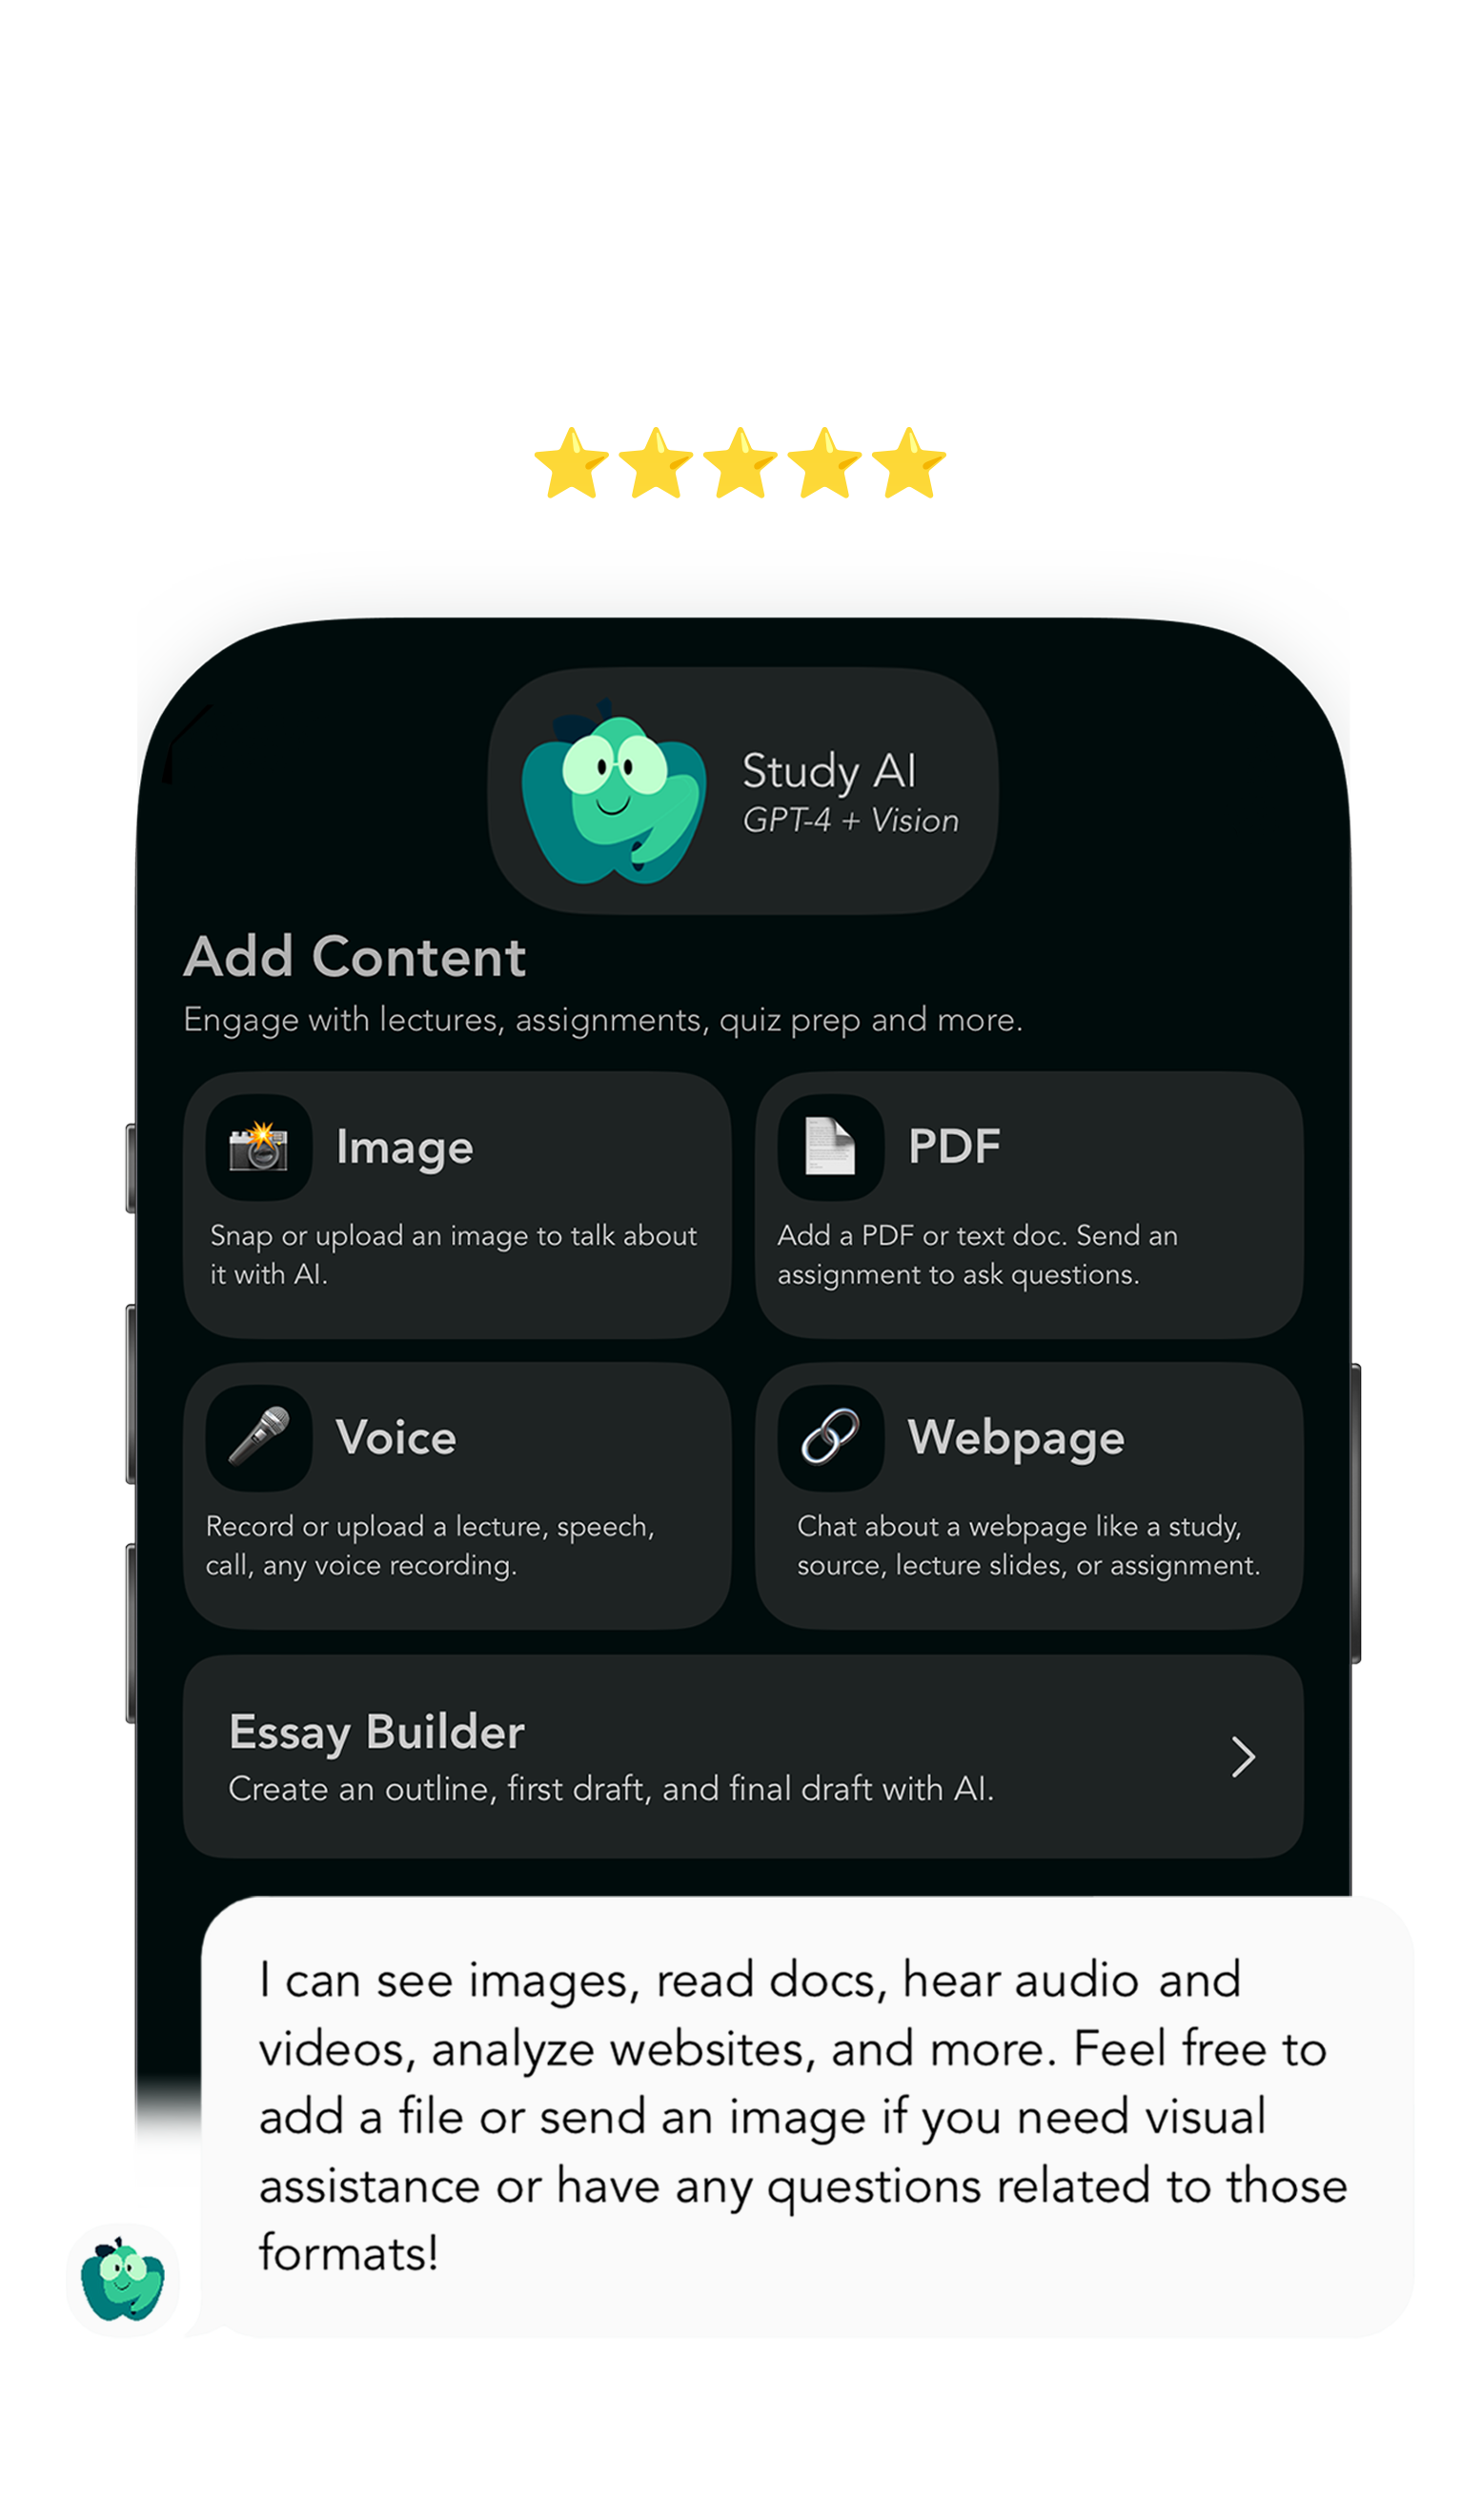 Study AI
GPT-4 + Vision
Add Content
Engage with lectures, assignments, quiz prep and more.
Image
Snap or upload an image to talk about
it with AI.
PDF
Add a PDF or text doc. Send an
assignment to ask questions.
Voice
Record or upload a lecture, speech,
call, any voice recording.
Webpage
Chat about a webpage like a study,
source, lecture slides, or assignment.
Essay Builder
Create an outline, first draft, and final draft with AI.
I can see images, read docs, hear audio and
videos, analyze websites, and more. Feel free to
add a file or send an image if you need visual
assistance or have any questions related to those
formats!